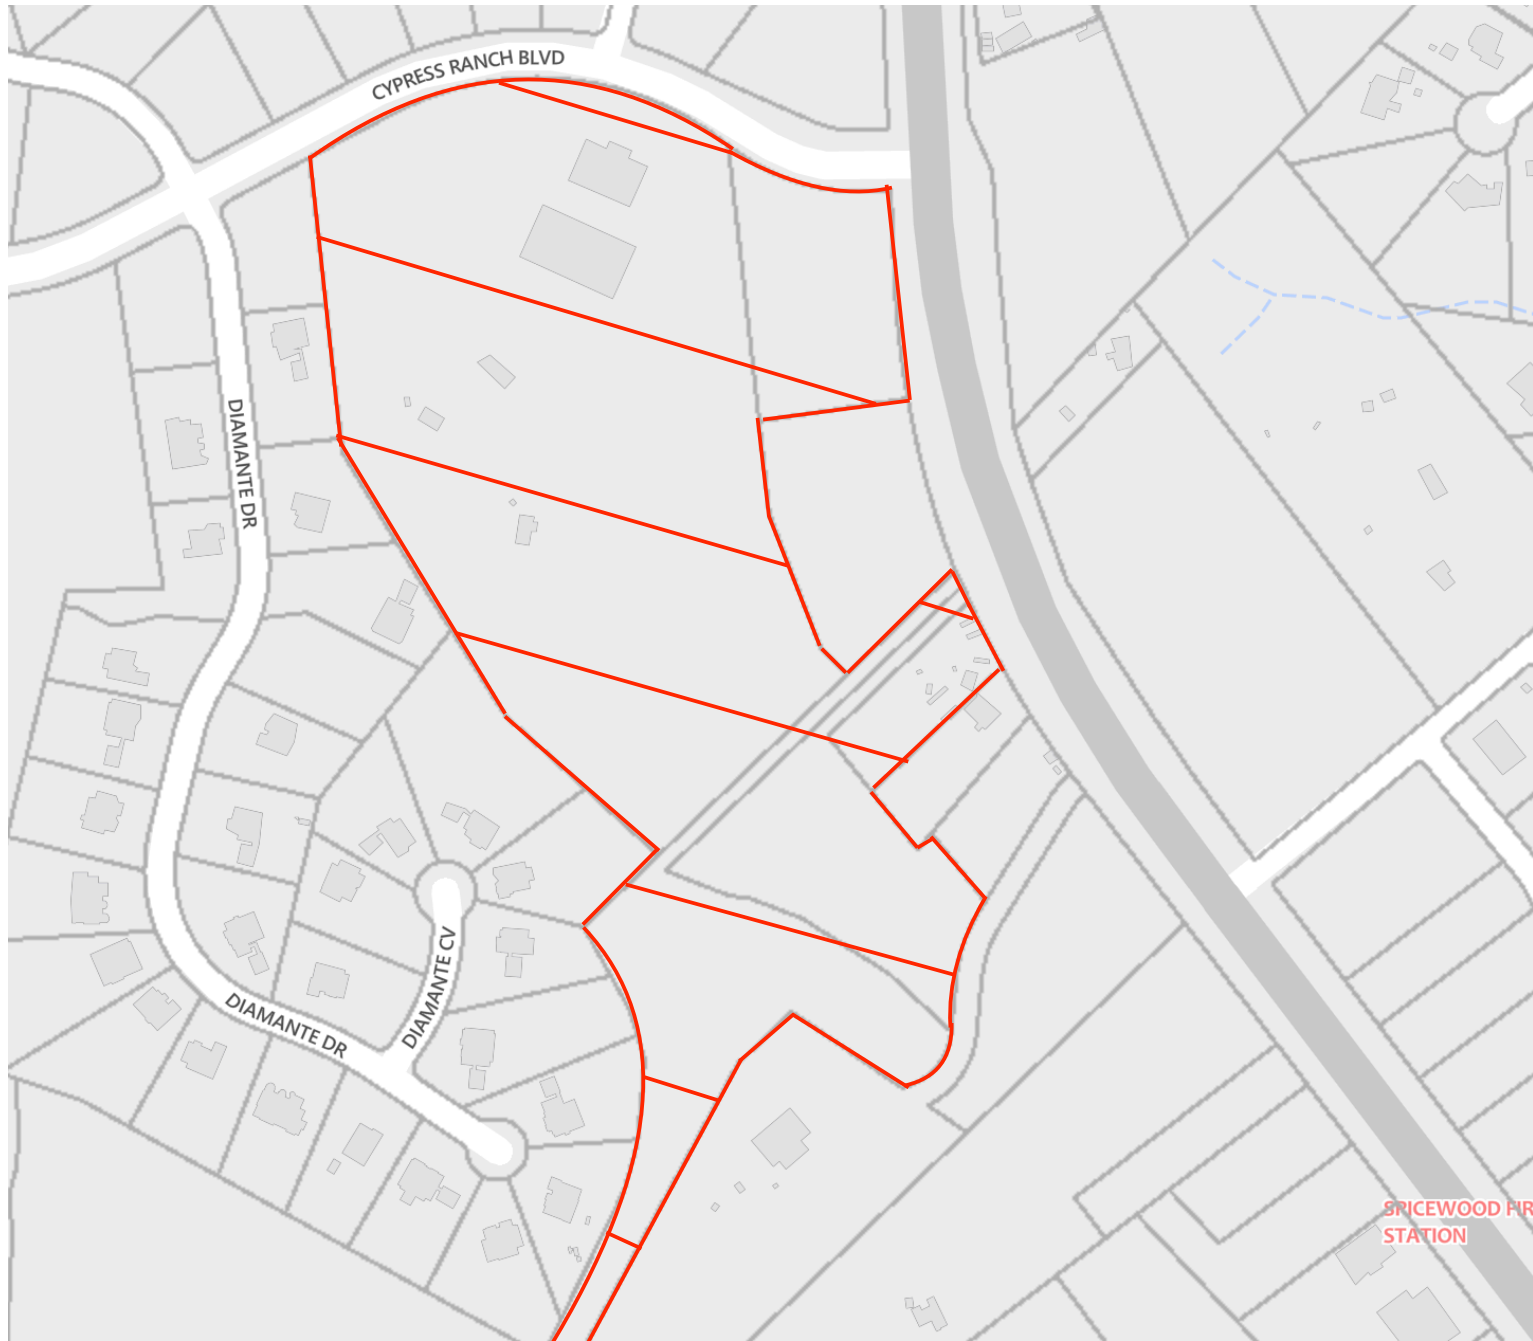 CYPRESS RANCH BLVD
DIAMANTE DR
DIAMANTE CV
DIAMANTE DR
SPICEWOOD FIR
STATION